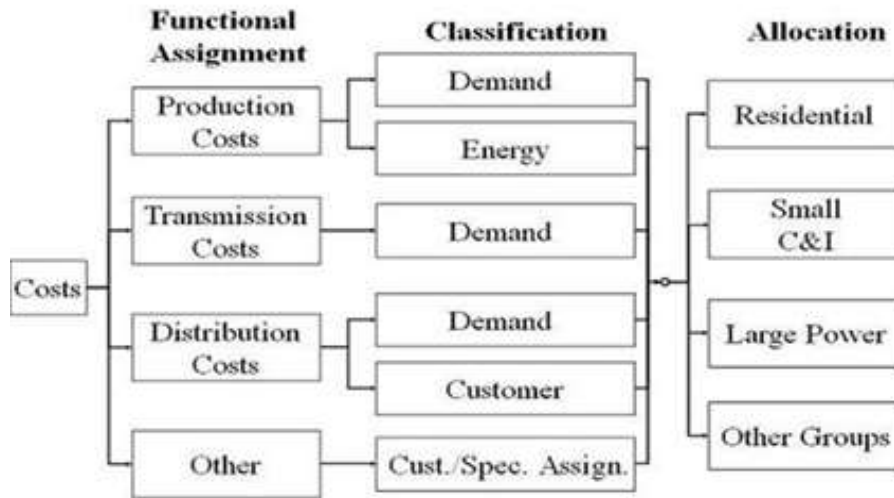 Functional
Assignment
Classification
Allocation
Costs
Production
Costs
Transmission
Costs
Distribution
Costs
Other
Demand
Energy
Demand
Demand
Customer
Cust./Spec. Assign.
Residential
Small
C&I
Large Power
Other Groups